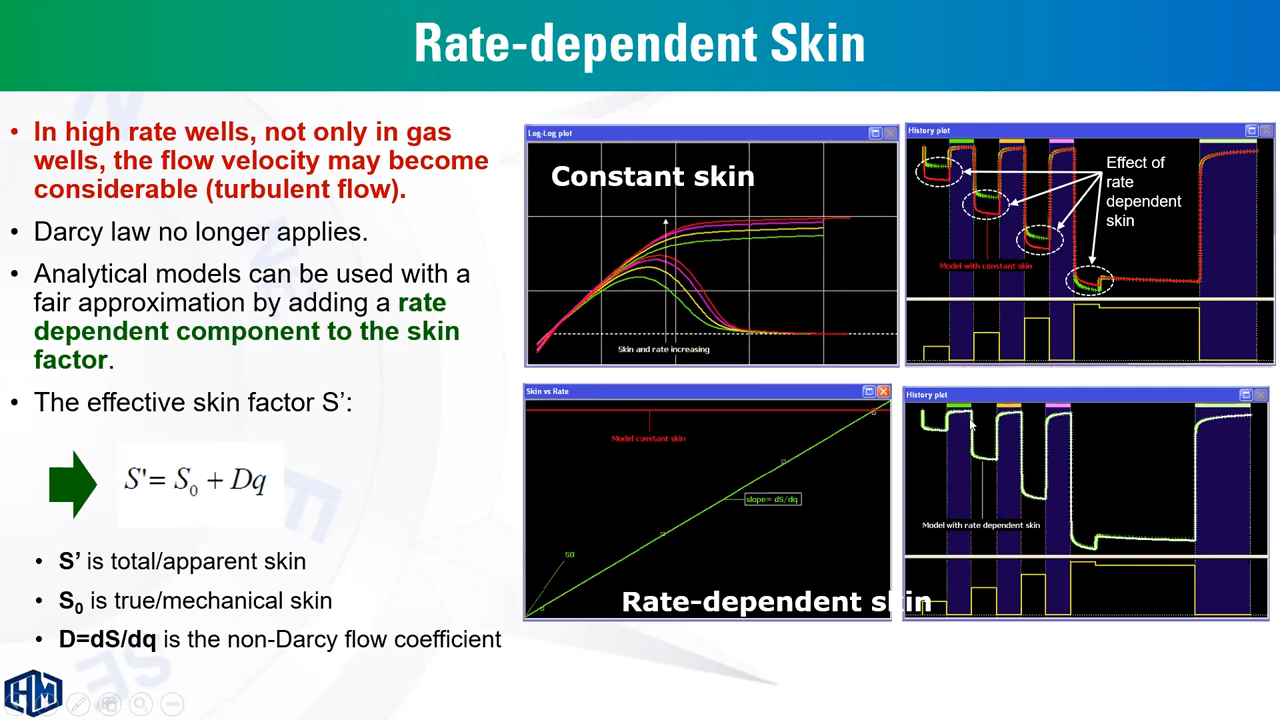 Rate-dependent Skin
• In high rate wells, not only in gas
wells, the flow velocity may become
considerable (turbulent flow).
• Darcy law no longer applies.
• Analytical models can be used with a
fair approximation by adding a rate
dependent component to the skin
factor.
• The effective skin factor S’:
S'= S₀ + Dq
• S’ is total/apparent skin
• S₀ is true/mechanical skin
• D=dS/dq is the non-Darcy flow coefficient
HM
Log-Log plot
Constant skin
Skin and rate increasing
History plot
Effect of
rate
dependent
skin
Model with constant skin
Skin vs Rate
Model constant skin
slope= dS/dq
S0
Rate-dependent skin
History plot
Model with rate dependent skin